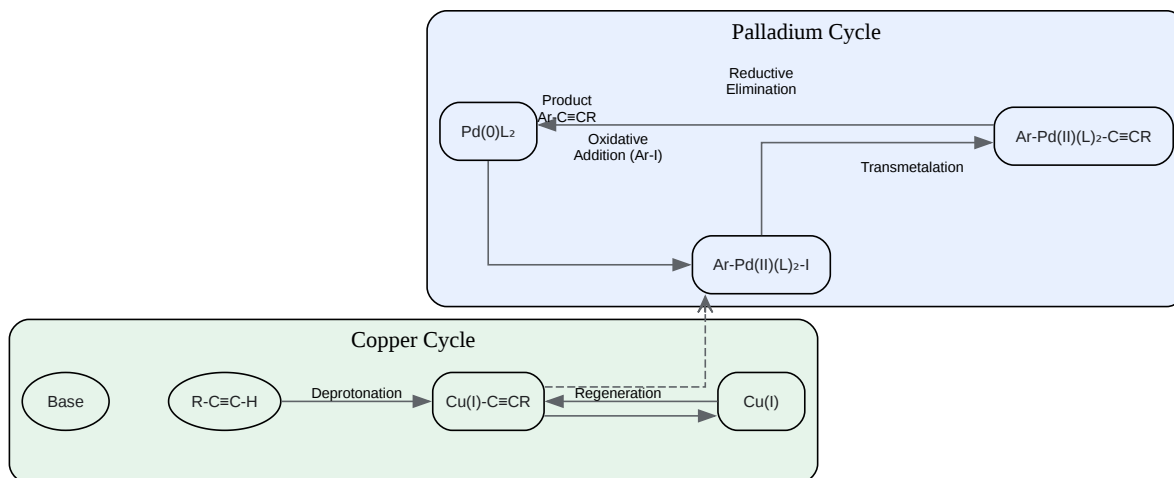 Palladium Cycle
Reductive
Elimination
Product
Ar-C≡CR
Pd(0)L₂
Oxidative
Addition (Ar-I)
Ar-Pd(II)(L)₂-C≡CR
Transmetalation
Ar-Pd(II)(L)₂-I
Copper Cycle
Base
R-C≡C-H
Deprotonation
Cu(I)-C≡CR
Regeneration
Cu(I)